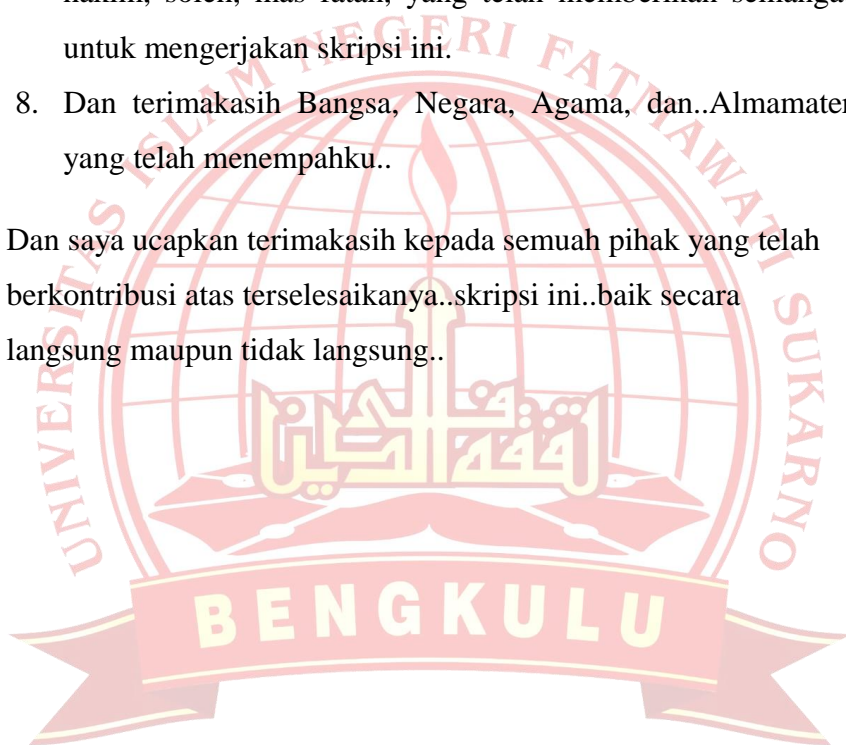 untuk mengerjakan skripsi ini.
8. Dan terimakasih Bangsa, Negara, Agama, dan..Almamater
yang telah menempahku..
Dan saya ucapkan terimakasih kepada semuah pihak yang telah
berkontribusi atas terselesaikanya..skripsi ini..baik secara
langsung maupun tidak langsung..
UNIVERSITAS ISLAM NEGERI FATMAWATI SUKARNO
BENGKULU